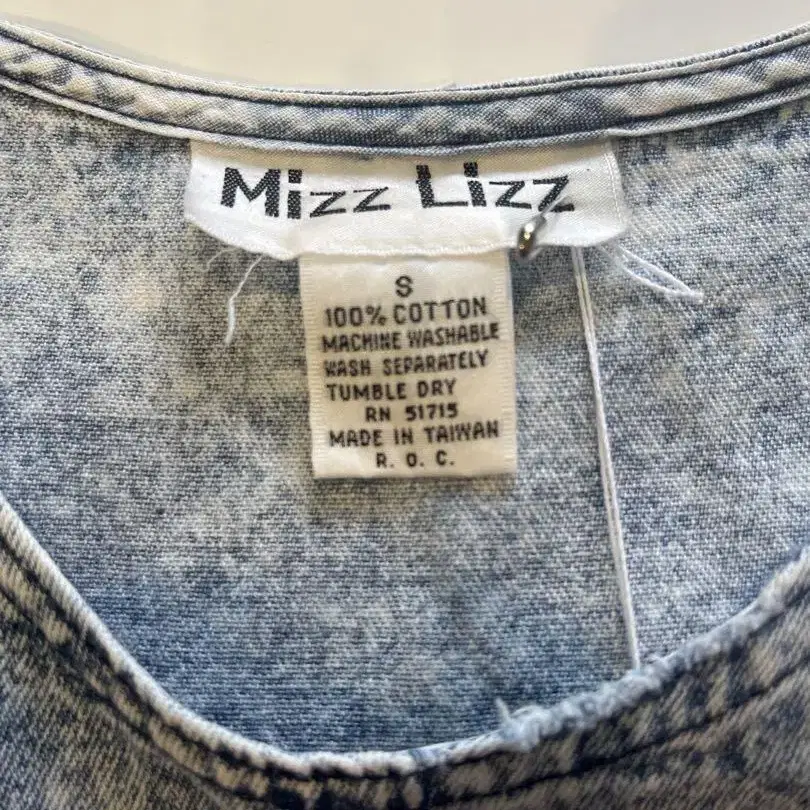 Mizz Lizz
S
100% COTTON
MACHINE WASHABLE
WASH SEPARATELY
TUMBLE DRY
RN 51715
MADE IN TAIWAN
R. O. C.